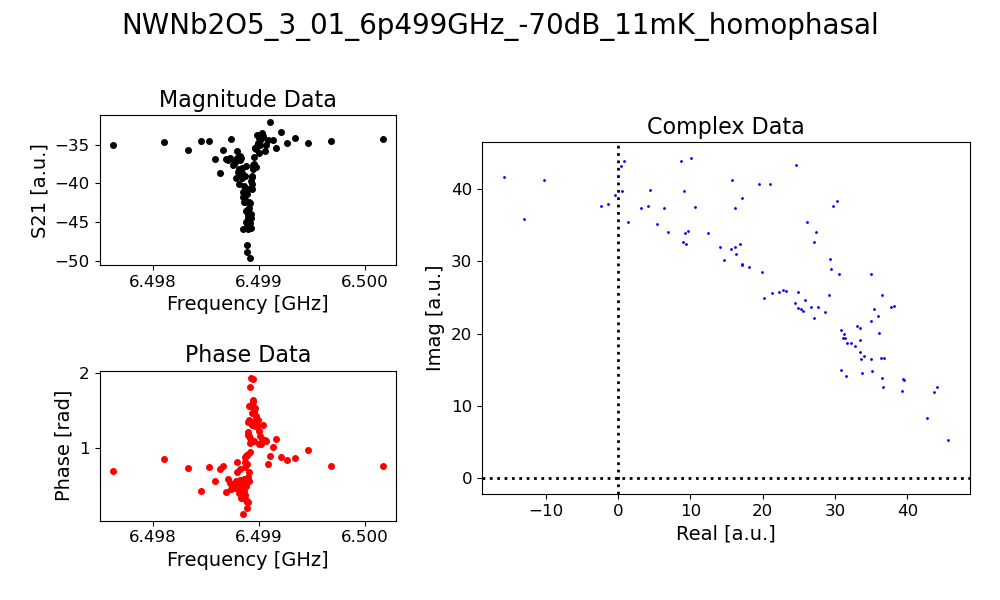 NWNb2O5_3_01_6p499GHz_-70dB_11mK_homophasal
Magnitude Data
S21 [a.u.]
−35
−40
−45
−50
6.498 6.499 6.500
Frequency [GHz]
Phase Data
Phase [rad]
2
1
6.498 6.499 6.500
Frequency [GHz]
Complex Data
Imag [a.u.]
40
30
20
10
0
−10 0 10 20 30 40
Real [a.u.]